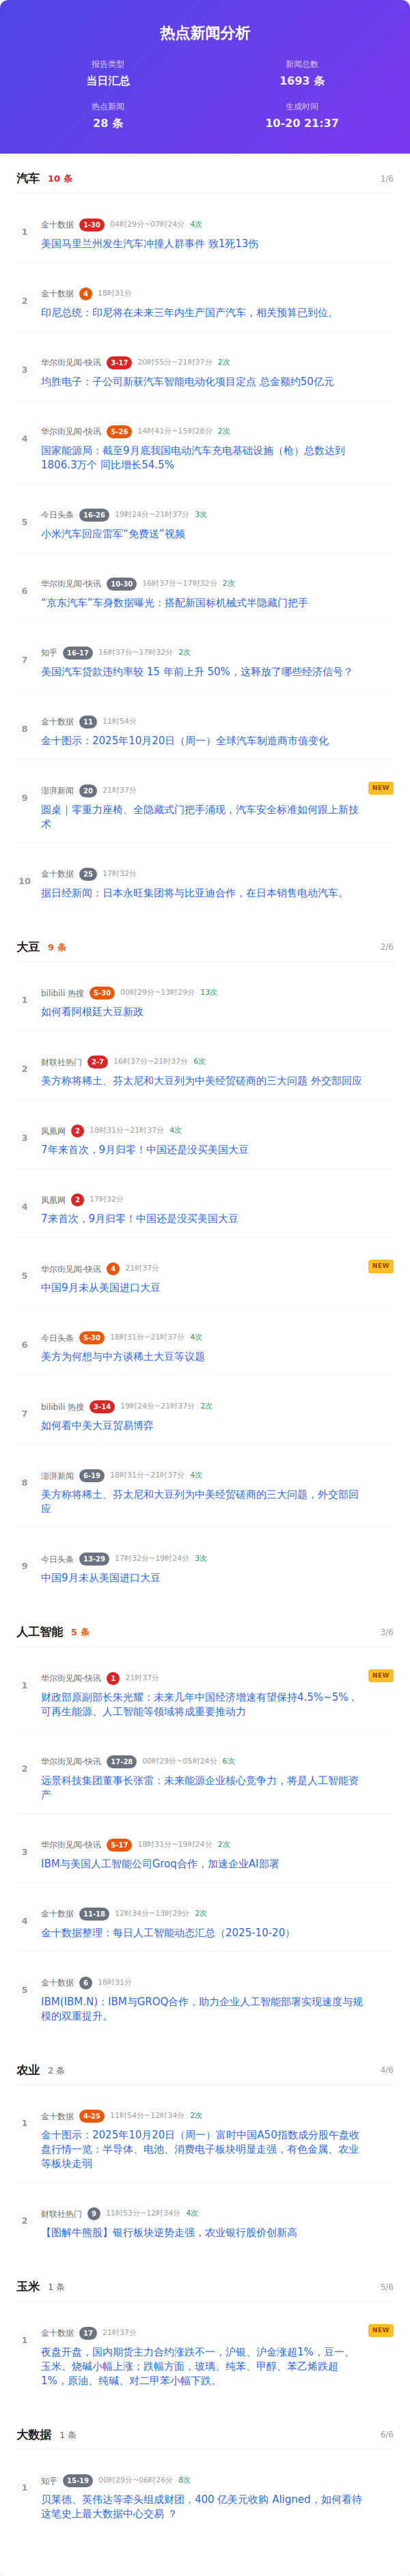 热点新闻分析
报告类型
当日汇总
新闻总数
1693 条
热点新闻
28 条
生成时间
10-20 21:37
汽车 10 条 1/6
1
金十数据 1-30 04时29分~07时24分 4次
美国马里兰州发生汽车冲撞人群事件 致1死13伤
2
金十数据 4 18时31分
印尼总统：印尼将在未来三年内生产国产汽车，相关预算已到位。
3
华尔街见闻-快讯 3-17 20时55分~21时37分 2次
均胜电子：子公司新获汽车智能电动化项目定点 总金额约50亿元
4
华尔街见闻-快讯 5-26 14时41分~15时28分 2次
国家能源局：截至9月底我国电动汽车充电基础设施（枪）总数达到
1806.3万个 同比增长54.5%
5
今日头条 16-26 19时24分~21时37分 3次
小米汽车回应雷军“免费送”视频
6
华尔街见闻-快讯 10-30 16时37分~17时32分 2次
“京东汽车”车身数据曝光：搭配新国标机械式半隐藏门把手
7
知乎 16-17 16时37分~17时32分 2次
美国汽车贷款违约率较 15 年前上升 50%，这释放了哪些经济信号？
8
金十数据 11 11时54分
金十图示：2025年10月20日（周一）全球汽车制造商市值变化
9
澎湃新闻 20 21时37分 NEW
圆桌｜零重力座椅、全隐藏式门把手涌现，汽车安全标准如何跟上新技
术
10
金十数据 25 17时32分
据日经新闻：日本永旺集团将与比亚迪合作，在日本销售电动汽车。
大豆 9 条 2/6
1
bilibili 热搜 5-30 00时29分~13时29分 13次
如何看阿根廷大豆新政
2
财联社热门 2-7 16时37分~21时37分 6次
美方称将稀土、芬太尼和大豆列为中美经贸磋商的三大问题 外交部回应
3
凤凰网 2 18时31分~21时37分 4次
7年来首次，9月归零！中国还是没买美国大豆
4
凤凰网 2 17时32分
7来首次，9月归零！中国还是没买美国大豆
5
华尔街见闻-快讯 4 21时37分 NEW
中国9月未从美国进口大豆
6
今日头条 5-30 18时31分~21时37分 4次
美方为何想与中方谈稀土大豆等议题
7
bilibili 热搜 3-14 19时24分~21时37分 2次
如何看中美大豆贸易博弈
8
澎湃新闻 6-19 18时31分~21时37分 4次
美方称将稀土、芬太尼和大豆列为中美经贸磋商的三大问题，外交部回
应
9
今日头条 13-29 17时32分~19时24分 3次
中国9月未从美国进口大豆
人工智能 5 条 3/6
1
华尔街见闻-快讯 1 21时37分 NEW
财政部原副部长朱光耀：未来几年中国经济增速有望保持4.5%~5%，
可再生能源、人工智能等领域将成重要推动力
2
华尔街见闻-快讯 17-28 00时29分~05时24分 6次
远景科技集团董事长张雷：未来能源企业核心竞争力，将是人工智能资
产
3
华尔街见闻-快讯 5-17 18时31分~19时24分 2次
IBM与美国人工智能公司Groq合作，加速企业AI部署
4
金十数据 11-18 12时34分~13时29分 2次
金十数据整理：每日人工智能动态汇总（2025-10-20）
5
金十数据 6 18时31分
IBM(IBM.N)：IBM与GROQ合作，助力企业人工智能部署实现速度与规
模的双重提升。
农业 2 条 4/6
1
金十数据 4-25 11时54分~12时34分 2次
金十图示：2025年10月20日（周一）富时中国A50指数成分股午盘收
盘行情一览：半导体、电池、消费电子板块明显走强，有色金属、农业
等板块走弱
2
财联社热门 9 11时53分~12时34分 4次
【图解牛熊股】银行板块逆势走强，农业银行股价创新高
玉米 1 条 5/6
1
金十数据 17 21时37分 NEW
夜盘开盘，国内期货主力合约涨跌不一，沪银、沪金涨超1%，豆一、
玉米、烧碱小幅上涨；跌幅方面，玻璃、纯苯、甲醇、苯乙烯跌超
1%，原油、纯碱、对二甲苯小幅下跌。
大数据 1 条 6/6
1
知乎 15-19 00时29分~06时26分 8次
贝莱德、英伟达等牵头组成财团，400 亿美元收购 Aligned，如何看待
这笔史上最大数据中心交易 ？